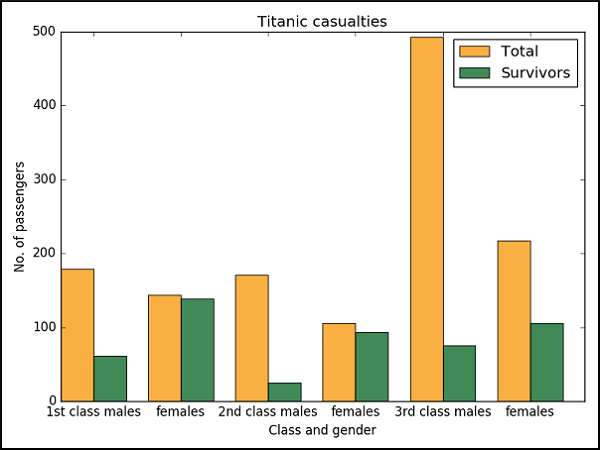 Titanic casualties
Total
Survivors
500
400
300
200
100
0
No. of passengers
1st class males females 2nd class males females 3rd class males females
Class and gender